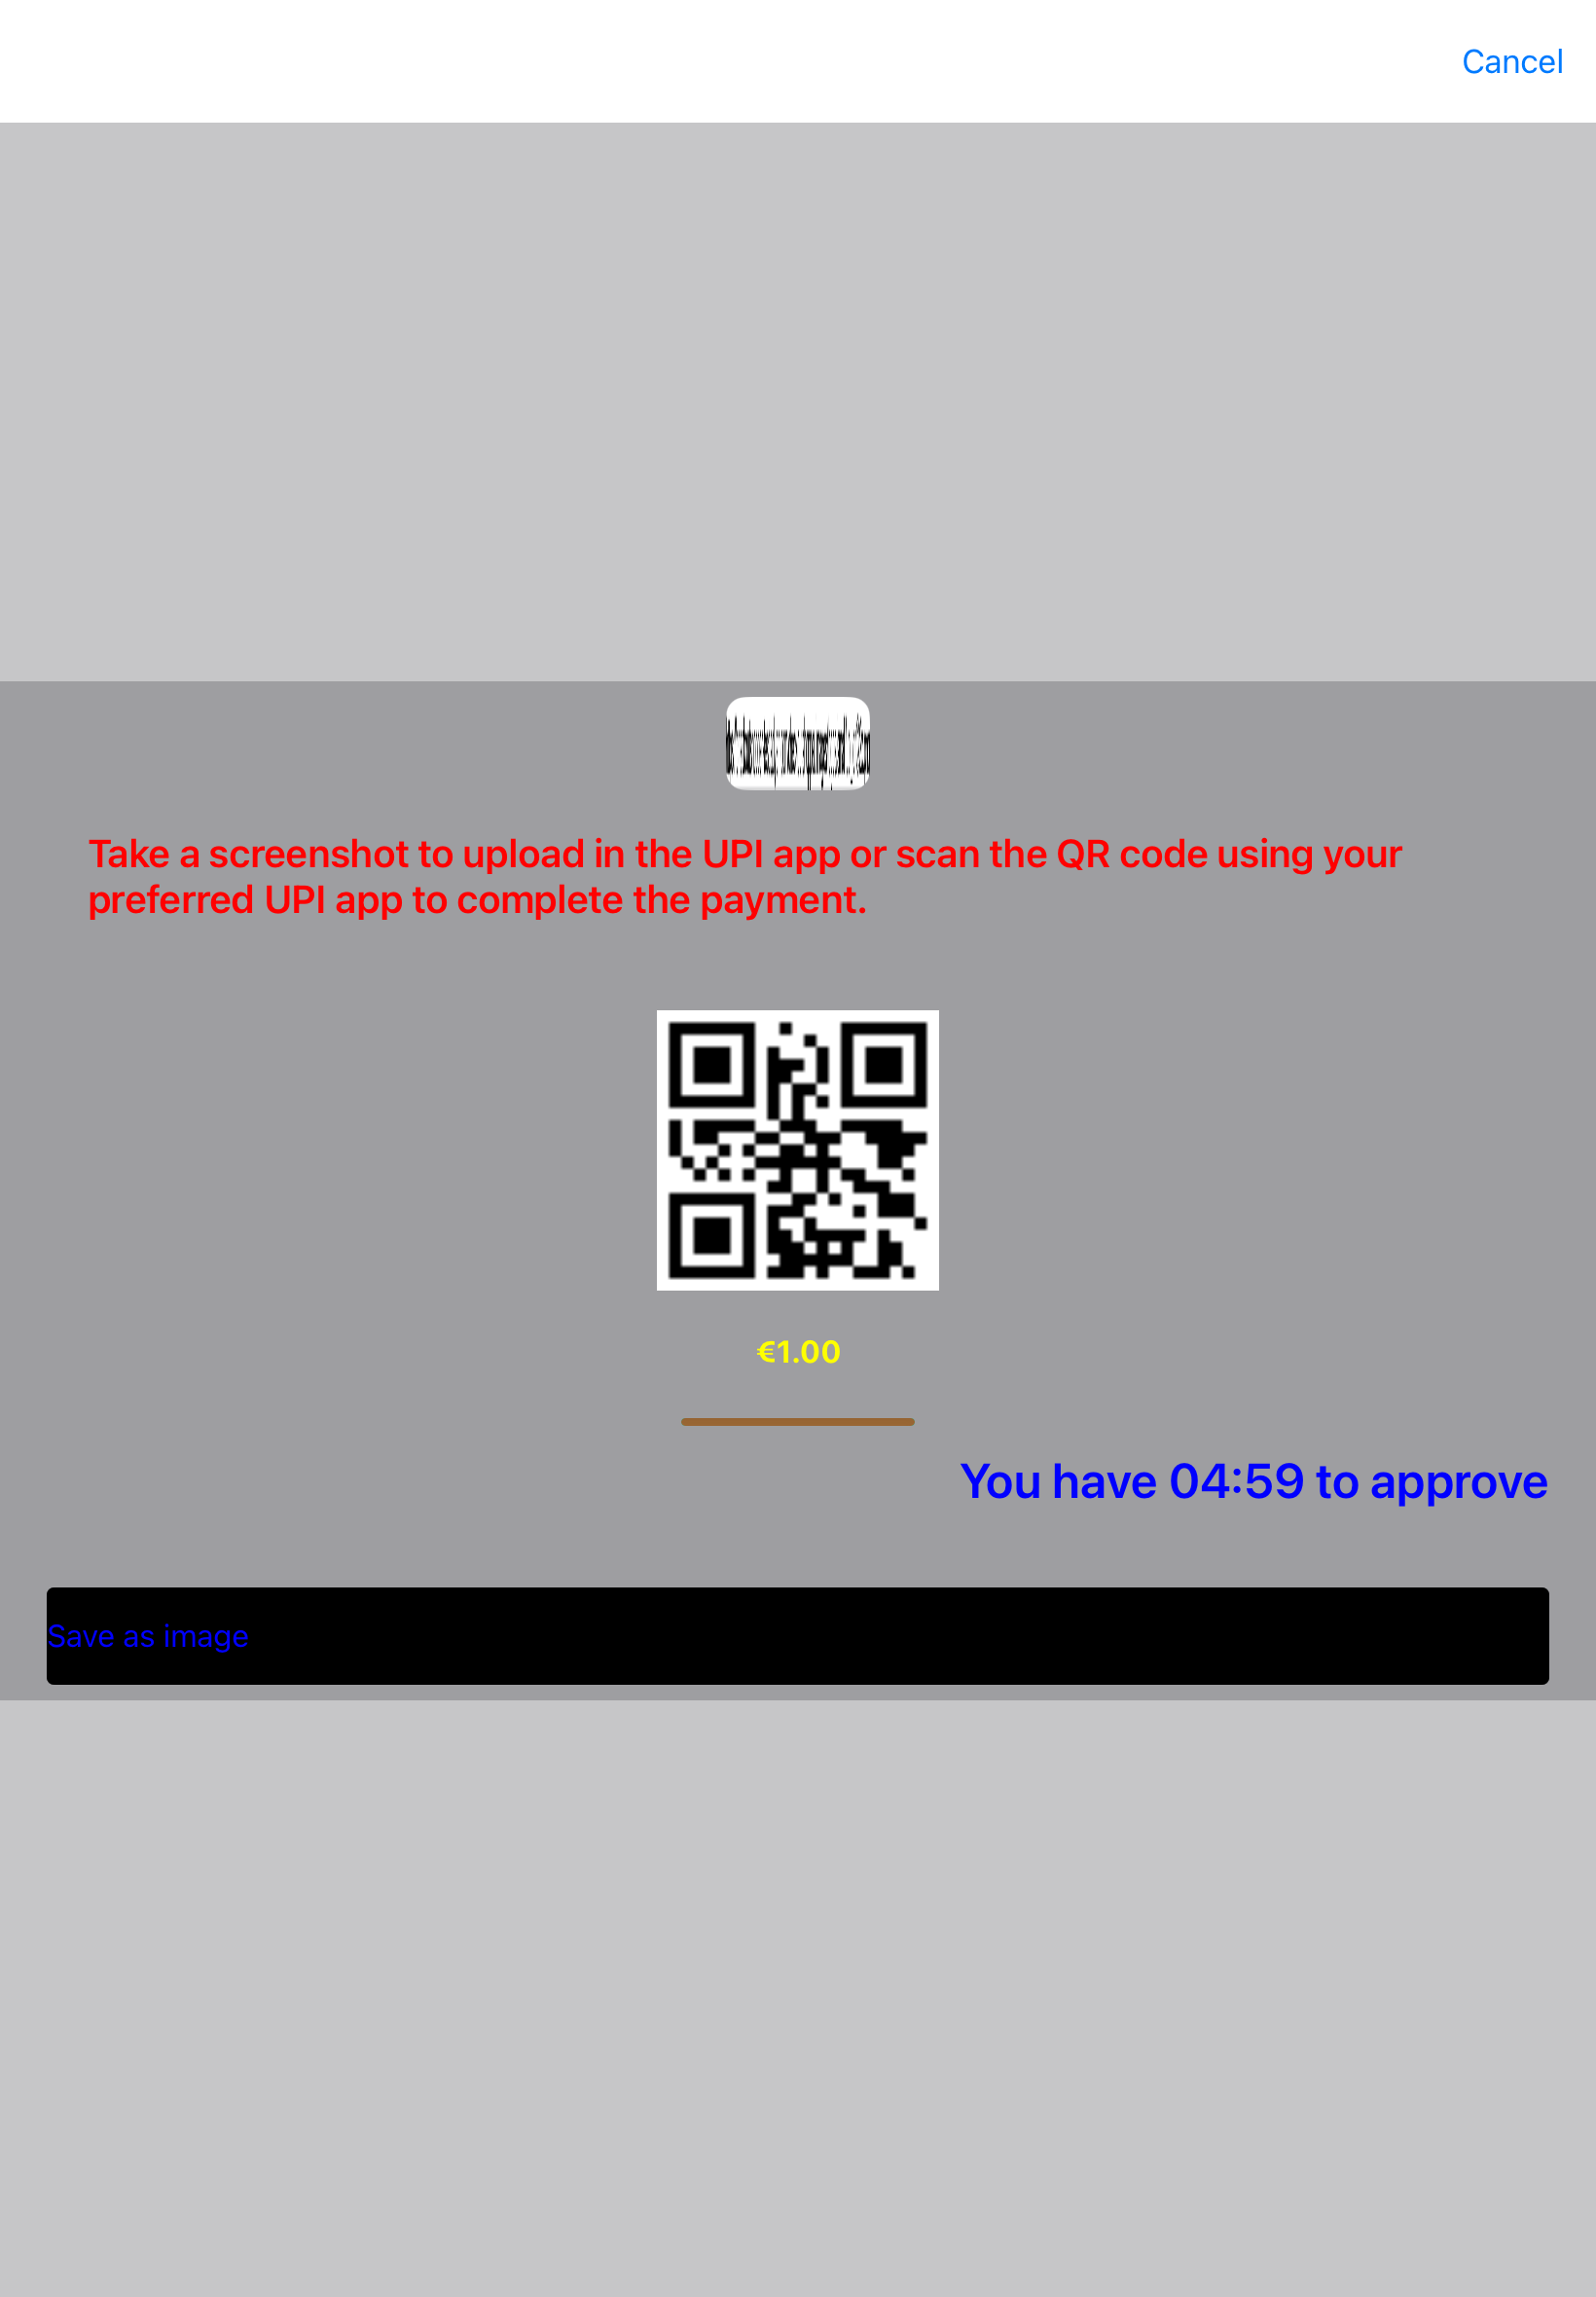 Cancel
Take a screenshot to upload in the UPI app or scan the QR code using your
preferred UPI app to complete the payment.
€1.00
You have 04:59 to approve
Save as image